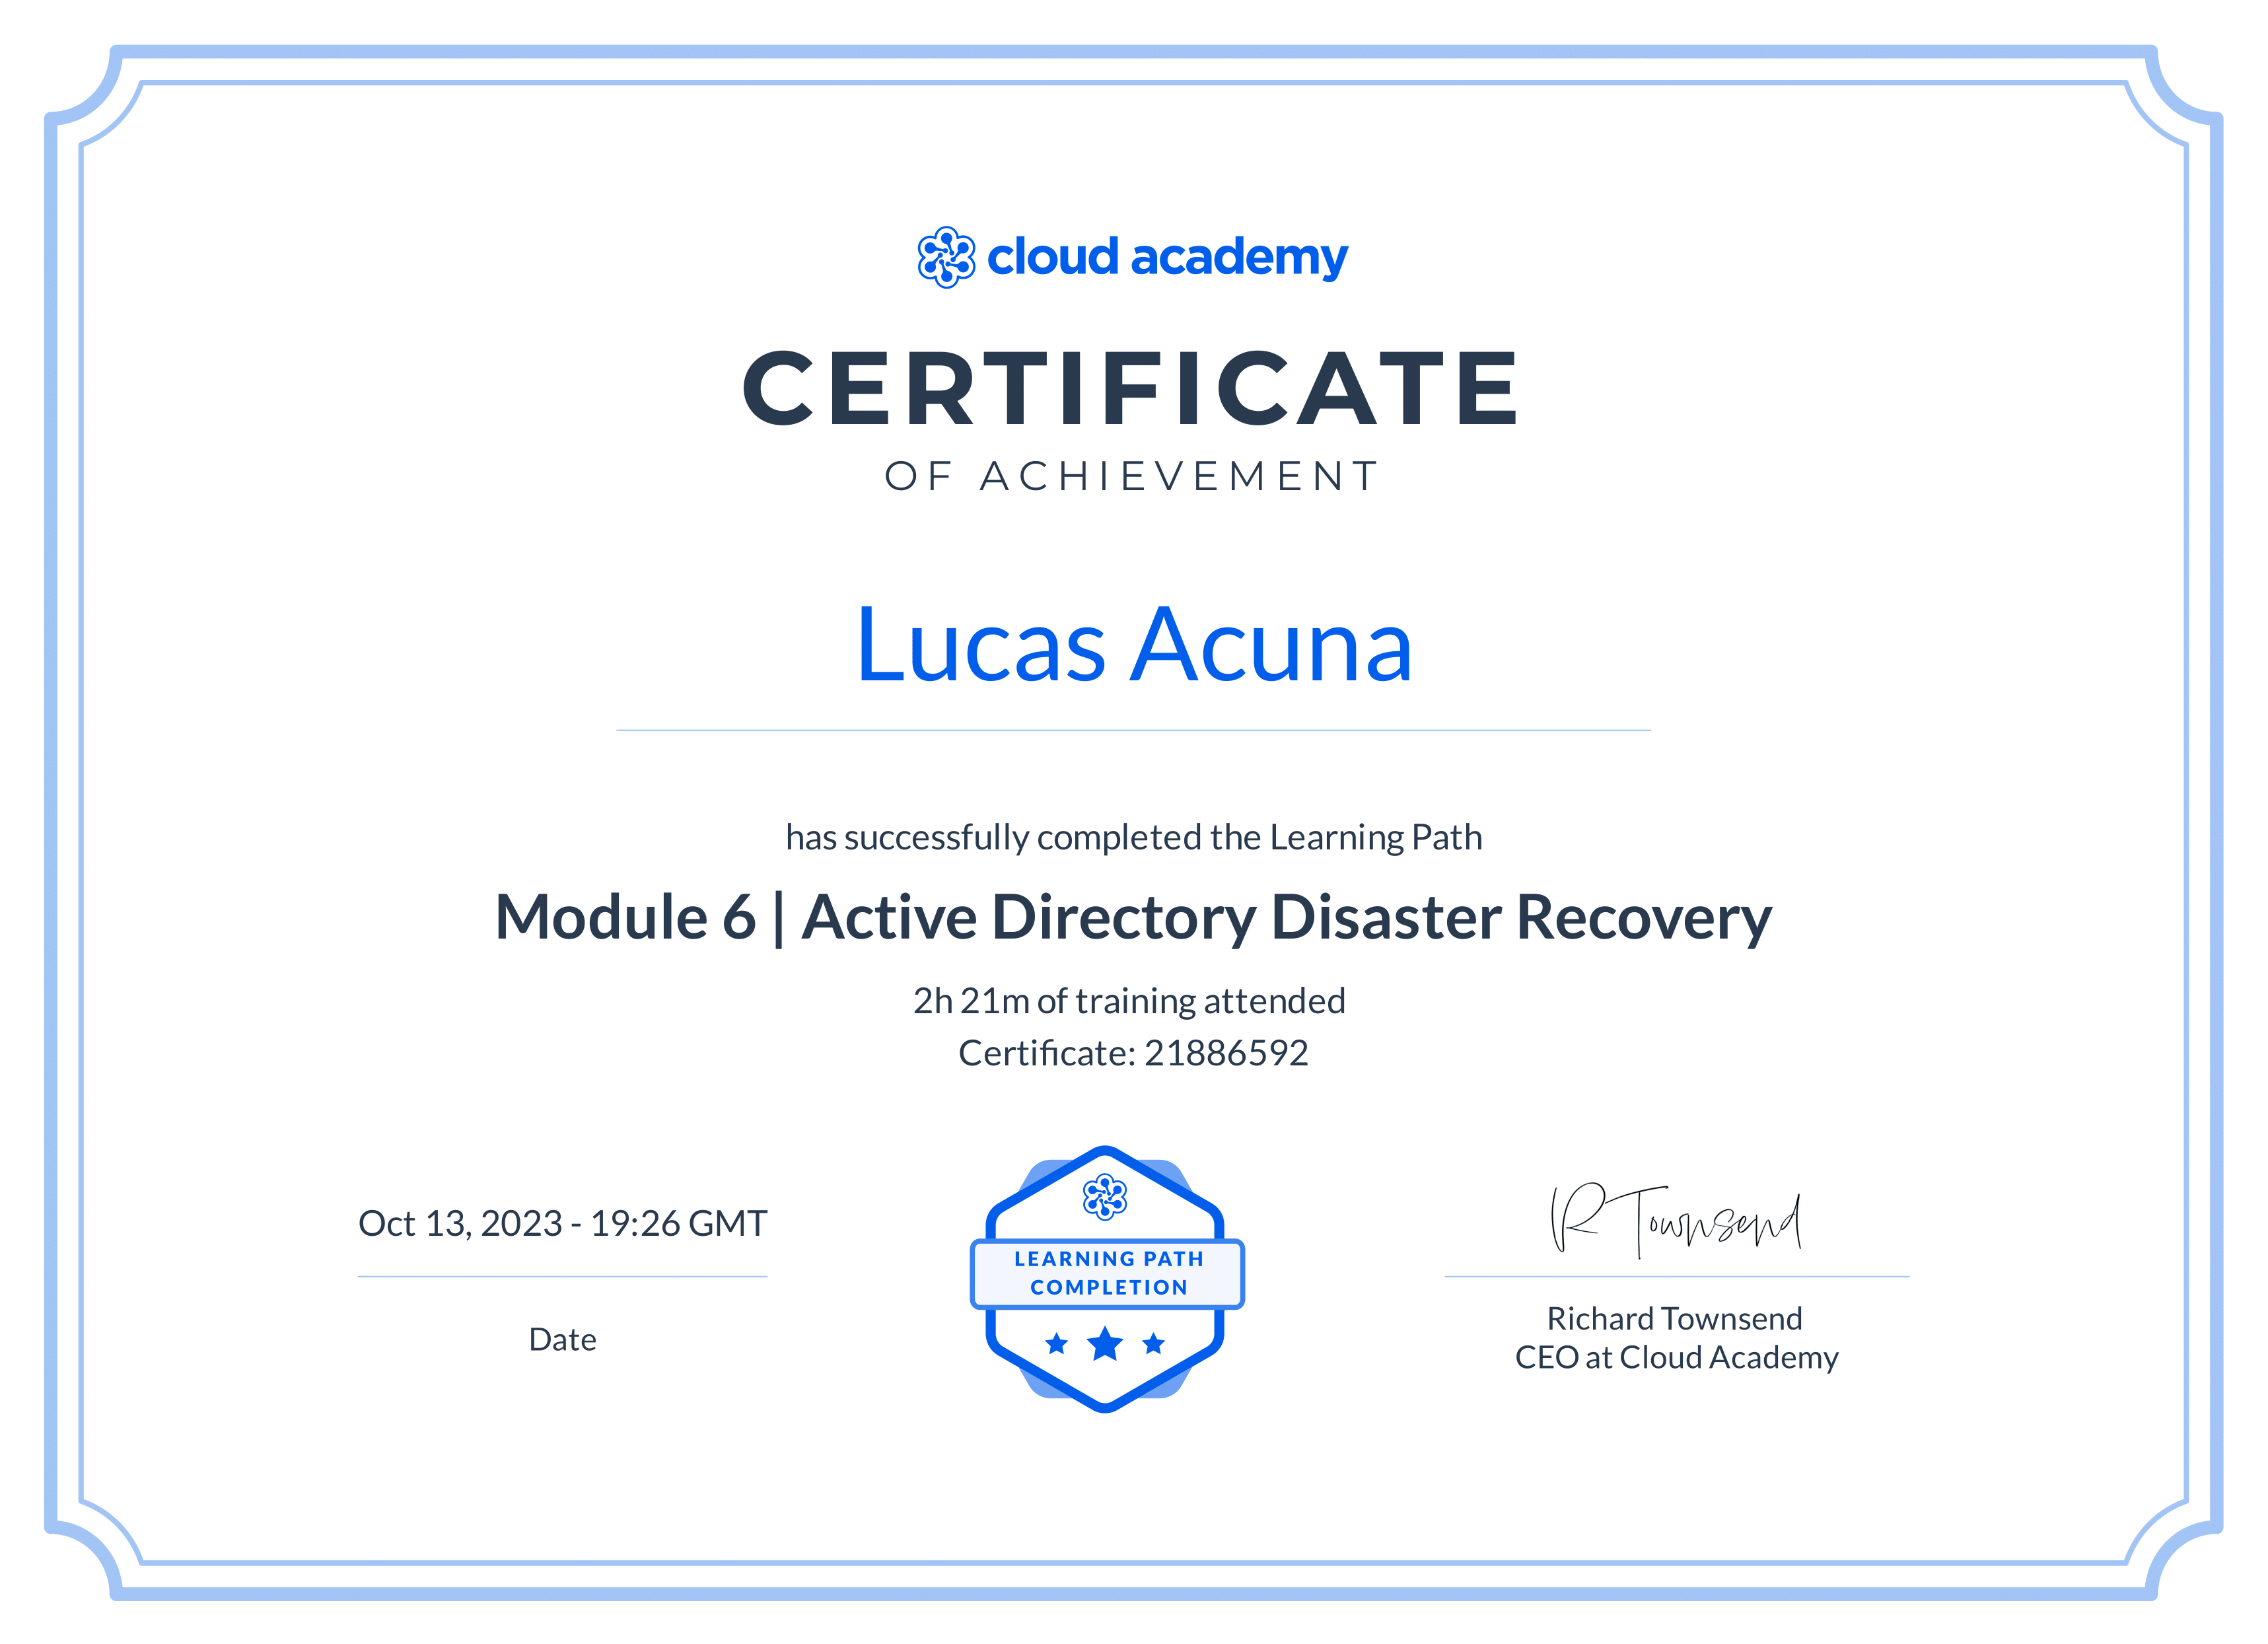 cloud academy
CERTIFICATE
OF ACHIEVEMENT
Lucas Acuna
has successfully completed the Learning Path
Module 6 | Active Directory Disaster Recovery
2h 21m of training attended
Certificate: 21886592
Oct 13, 2023 - 19:26 GMT
Date
LEARNING PATH
COMPLETION
R Townsend
Richard Townsend
CEO at Cloud Academy